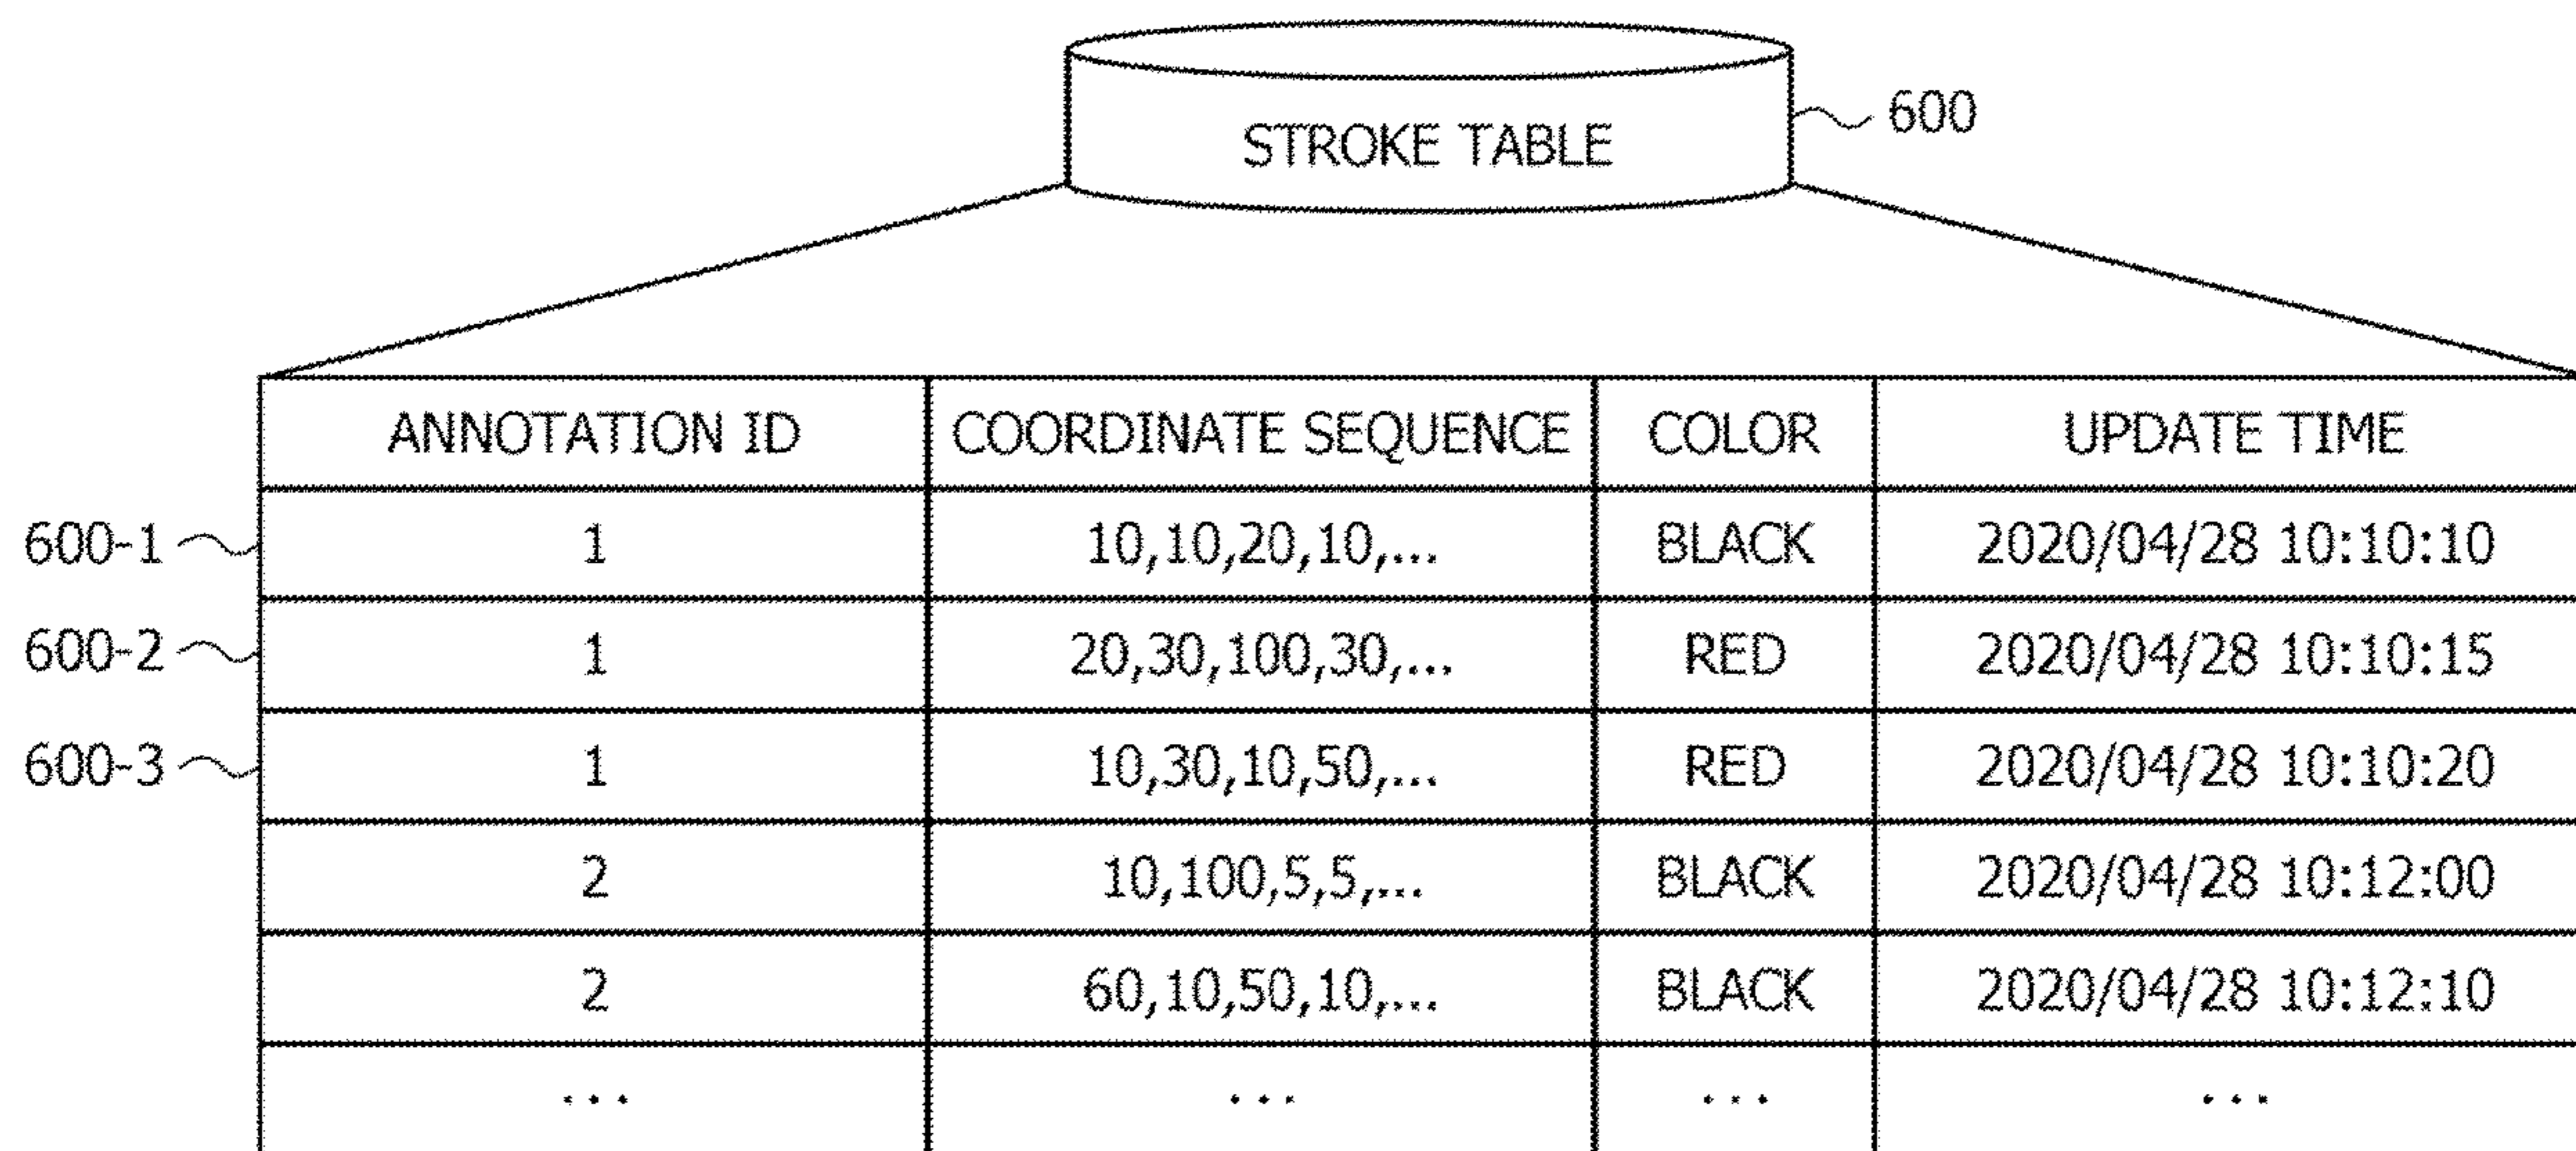 STROKE TABLE 600
ANNOTATION ID COORDINATE SEQUENCE COLOR UPDATE TIME
600-1 1 10,10,20,10,... BLACK 2020/04/28 10:10:10
600-2 1 20,30,100,30,... RED 2020/04/28 10:10:15
600-3 1 10,30,10,50,... RED 2020/04/28 10:10:20
2 10,100,5,5,... BLACK 2020/04/28 10:12:00
2 60,10,50,10,... BLACK 2020/04/28 10:12:10
... ... ... ...